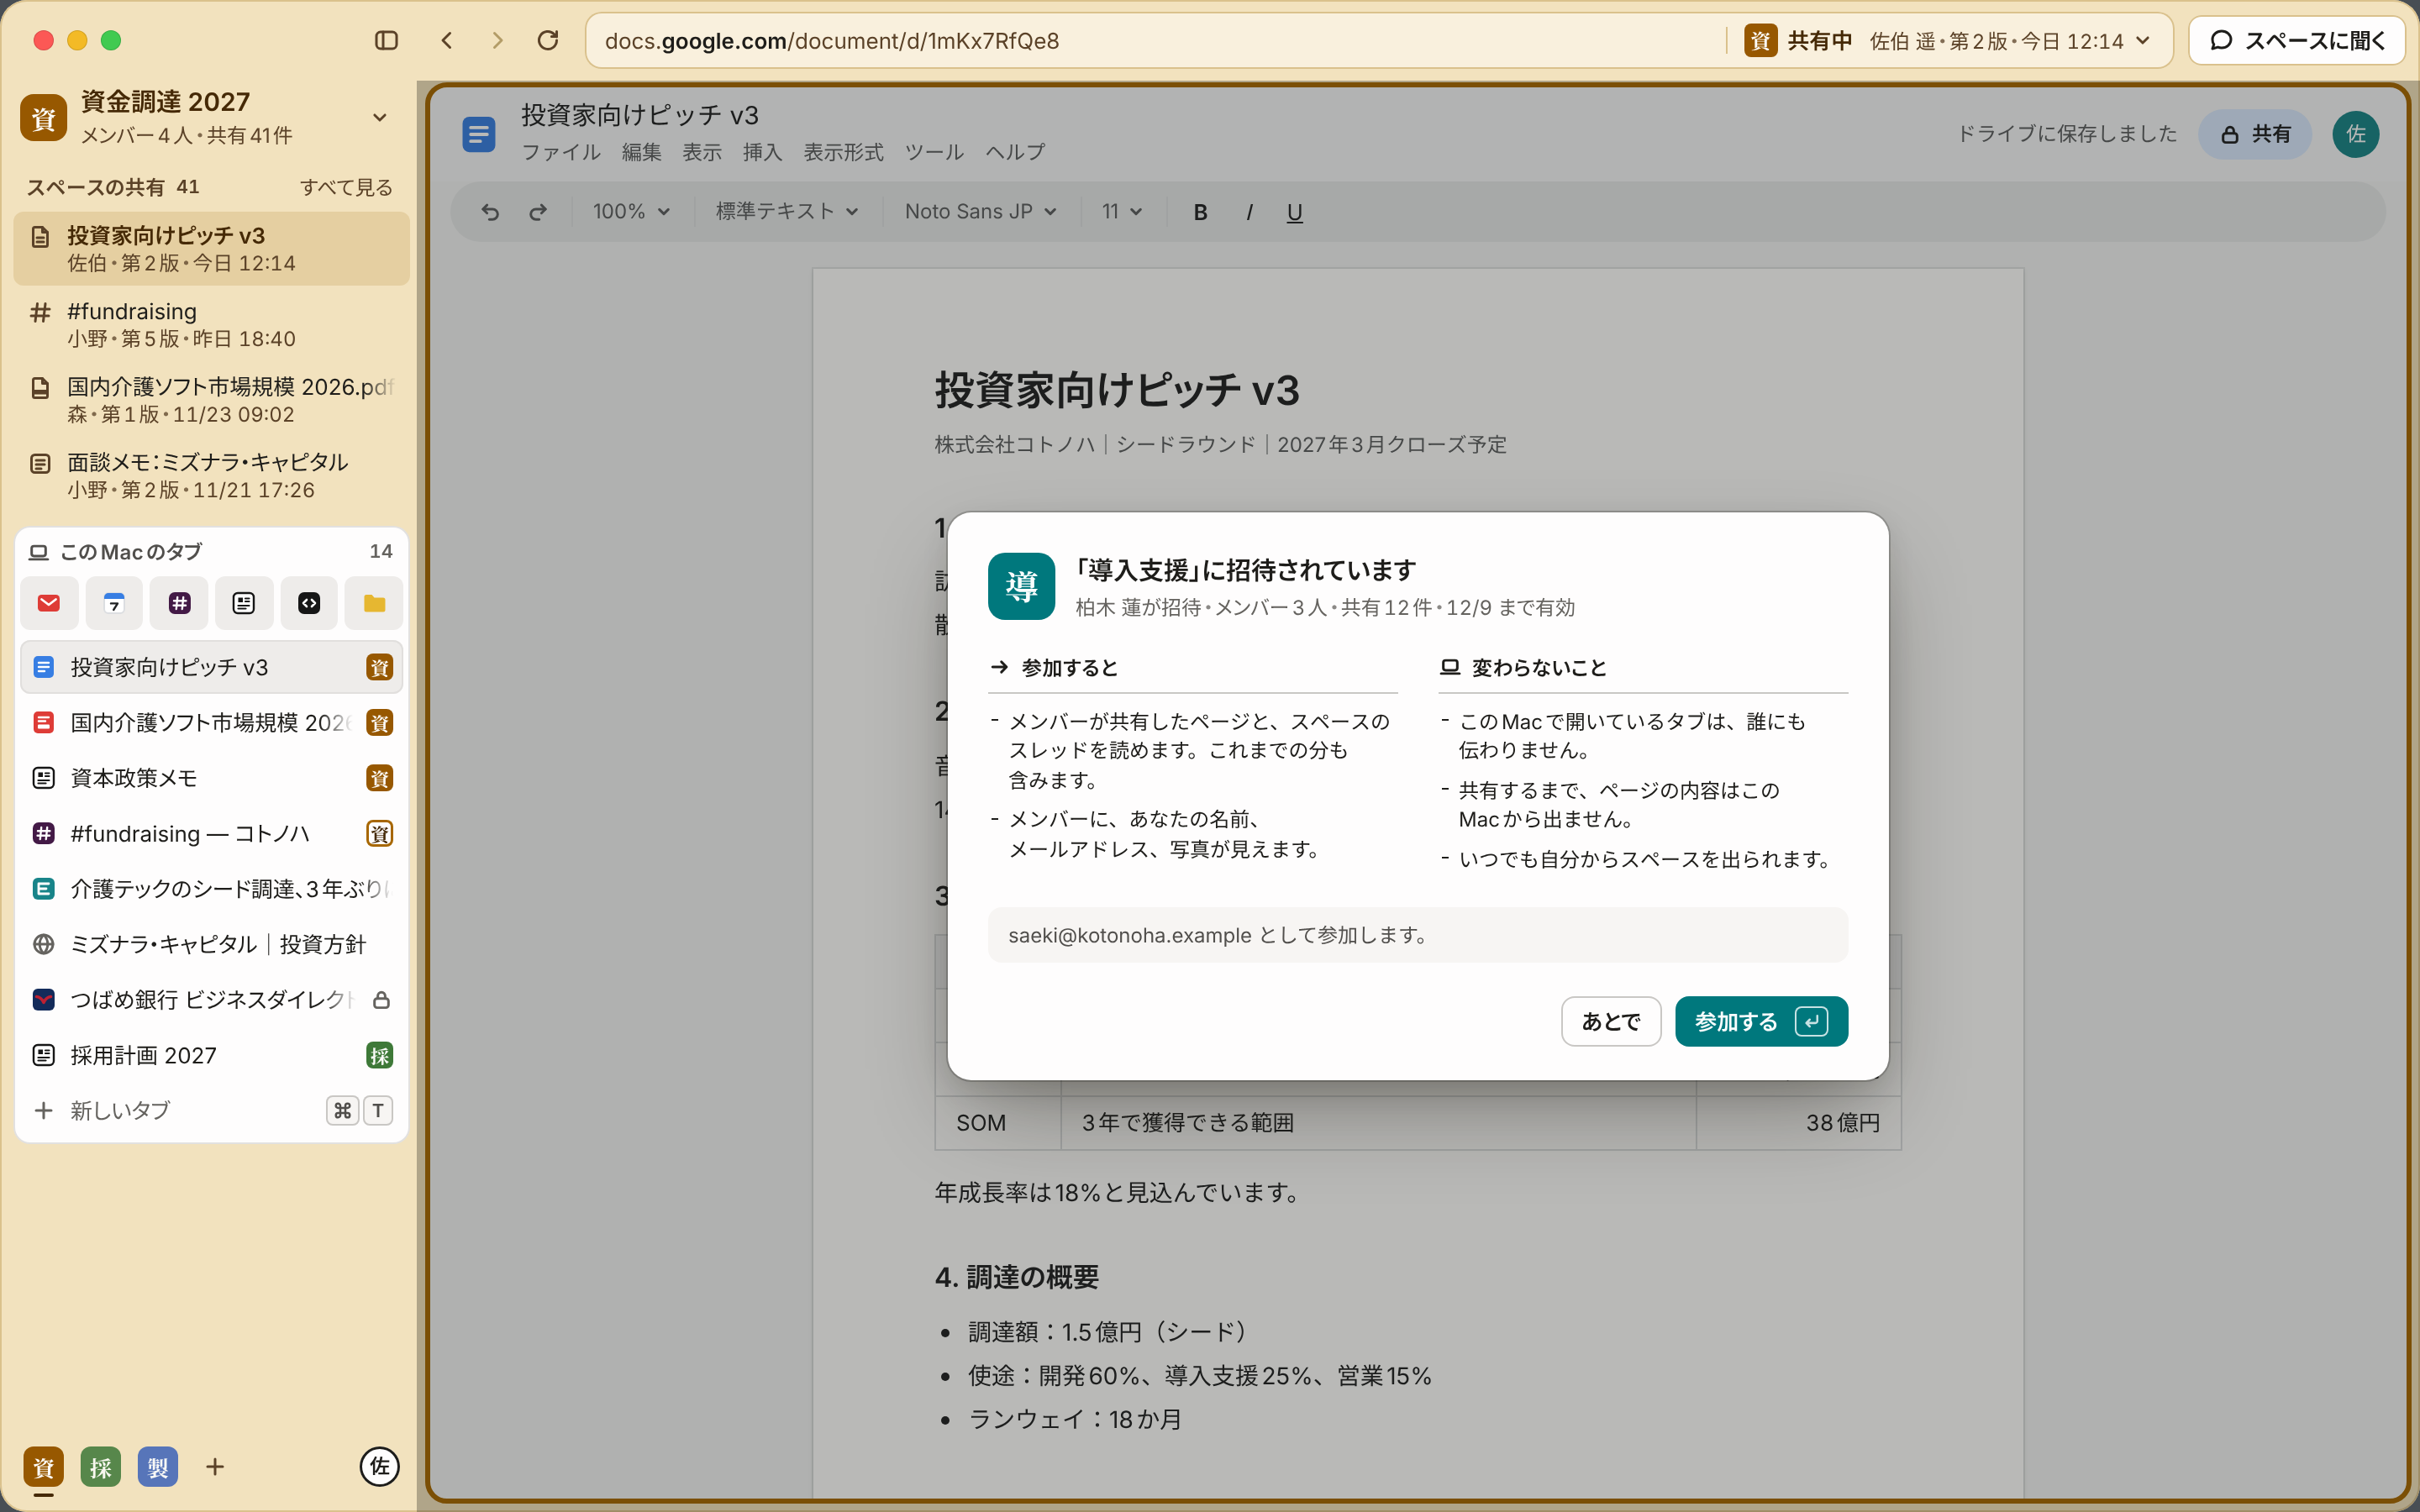 docs.google.com/document/d/1mKx7RfQe8
資 共有中 佐伯 遥・第2版・今日 12:14
スペースに聞く
資 資金調達 2027
メンバー4人・共有41件
スペースの共有 41 すべて見る
投資家向けピッチ v3
佐伯・第2版・今日 12:14
#fundraising
小野・第5版・昨日 18:40
国内介護ソフト市場規模 2026.pdf
森・第1版・11/23 09:02
面談メモ：ミズナラ・キャピタル
小野・第2版・11/21 17:26
このMacのタブ 14
7
投資家向けピッチ v3 資
国内介護ソフト市場規模 2026 資
資本政策メモ 資
#fundraising — コトノハ 資
介護テックのシード調達、3年ぶりに
ミズナラ・キャピタル｜投資方針
つばめ銀行 ビジネスダイレクト
採用計画 2027 採
新しいタブ ⌘ T
資 採 製 佐
投資家向けピッチ v3
ファイル 編集 表示 挿入 表示形式 ツール ヘルプ
ドライブに保存しました 共有 佐
100% 標準テキスト Noto Sans JP 11 B I U
投資家向けピッチ v3
株式会社コトノハ｜シードラウンド｜2027年3月クローズ予定
1
散
2
音
14
3
導 「導入支援」に招待されています
柏木 蓮が招待・メンバー3人・共有12件・12/9 まで有効
参加すると
- メンバーが共有したページと、スペースの
スレッドを読めます。これまでの分も
含みます。
- メンバーに、あなたの名前、
メールアドレス、写真が見えます。
変わらないこと
- このMacで開いているタブは、誰にも
伝わりません。
- 共有するまで、ページの内容はこの
Macから出ません。
- いつでも自分からスペースを出られます。
saeki@kotonoha.example として参加します。
あとで 参加する
SOM 3年で獲得できる範囲 38億円
年成長率は18%と見込んでいます。
4. 調達の概要
• 調達額：1.5億円（シード）
• 使途：開発60%、導入支援25%、営業15%
• ランウェイ：18か月